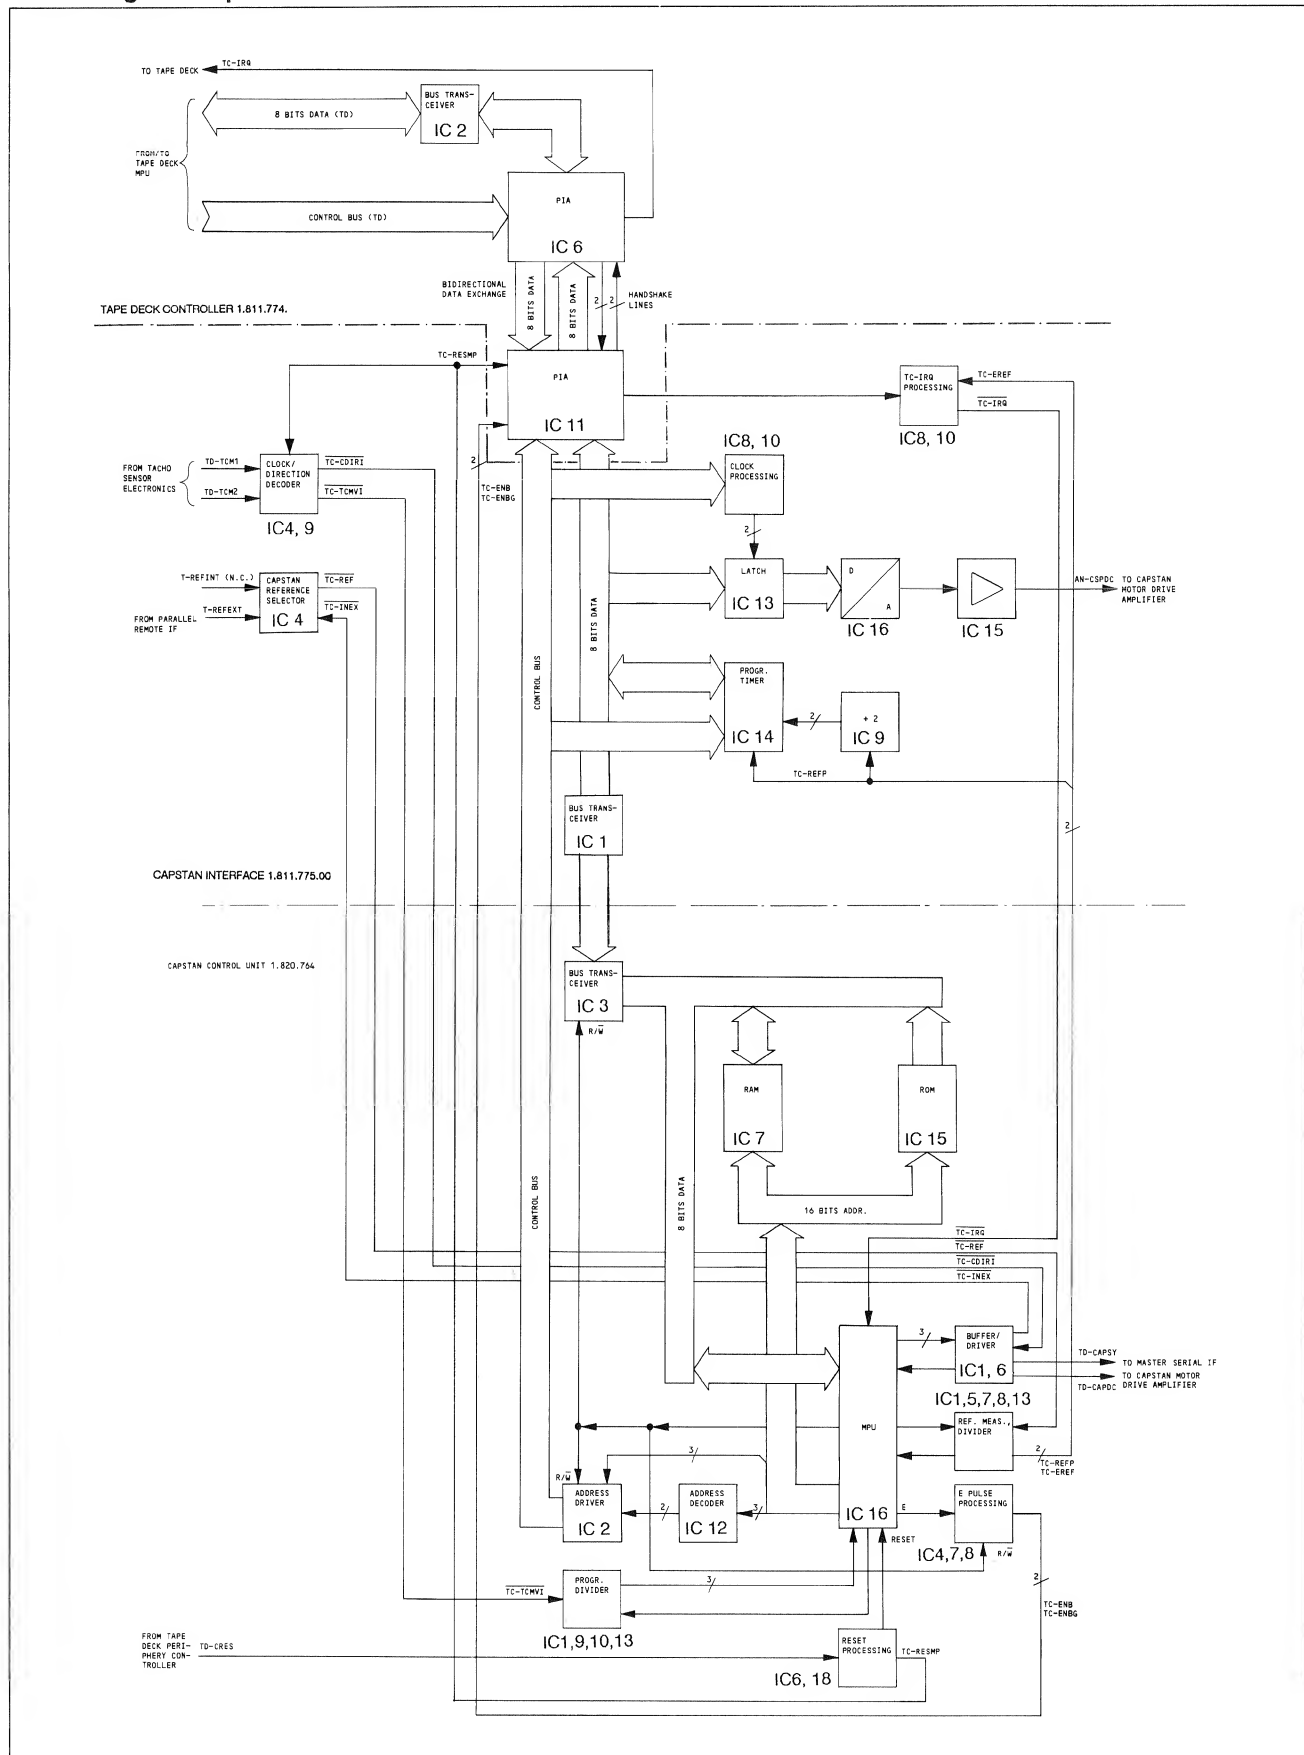 TC-IRQ
TO TAPE DECK
BUS TRANS-
CEIVER
IC 2
8 BITS DATA (TD)
FROM/TO
TAPE DECK
MPU
PIA
IC 6
CONTROL BUS (TD)
BIDIRECTIONAL
DATA EXCHANGE
8 BITS DATA
8 BITS DATA
2
2
HANDSHAKE
LINES
TAPE DECK CONTROLLER 1.811.774.
TC-RESMP
PIA
IC 11
TC-IRQ
PROCESSING
IC8, 10
TC-EREF
TC-IRQ
2
TC-ENB
TC-ENBG
FROM TACHO
SENSOR
ELECTRONICS
TD-TCM1
TD-TCM2
CLOCK/
DIRECTION
DECODER
IC4, 9
TC-CDIRI
TC-TCMVI
IC8, 10
CLOCK
PROCESSING
2
T-REFINT (N.C.)
T-REFEXT
FROM PARALLEL
REMOTE IF
CAPSTAN
REFERENCE
SELECTOR
IC 4
TC-REF
TC-INEX
LATCH
IC 13
D
A
IC 16
IC 15
AN-CSPDC
TO CAPSTAN
MOTOR DRIVE
AMPLIFIER
8 BITS DATA
CONTROL BUS
PROGR.
TIMER
IC 14
2
+ 2
IC 9
TC-REFP
2
BUS TRANS-
CEIVER
IC 1
CAPSTAN INTERFACE 1.811.775.00
CAPSTAN CONTROL UNIT 1.820.764
BUS TRANS-
CEIVER
IC 3
R/W
RAM
IC 7
ROM
IC 15
CONTROL BUS
8 BITS DATA
16 BITS ADDR.
TC-IRQ
TC-REF
TC-CDIRI
TC-INEX
3
BUFFER/
DRIVER
IC1, 6
TD-CAPSY
TO MASTER SERIAL IF
TO CAPSTAN MOTOR
DRIVE AMPLIFIER
TD-CAPDC
IC1,5,7,8,13
REF. MEAS.,
DIVIDER
2
TC-REFP
TC-EREF
MPU
IC 16
3
R/W
ADDRESS
DRIVER
IC 2
2
ADDRESS
DECODER
IC 12
3
E
E PULSE
PROCESSING
IC4,7,8
R/W
RESET
2
TC-ENB
TC-ENBG
TC-TCMVI
PROGR.
DIVIDER
3
IC1,9,10,13
FROM TAPE
DECK PERI-
PHERY CON-
TROLLER
TD-CRES
RESET
PROCESSING
IC6, 18
TC-RESMP